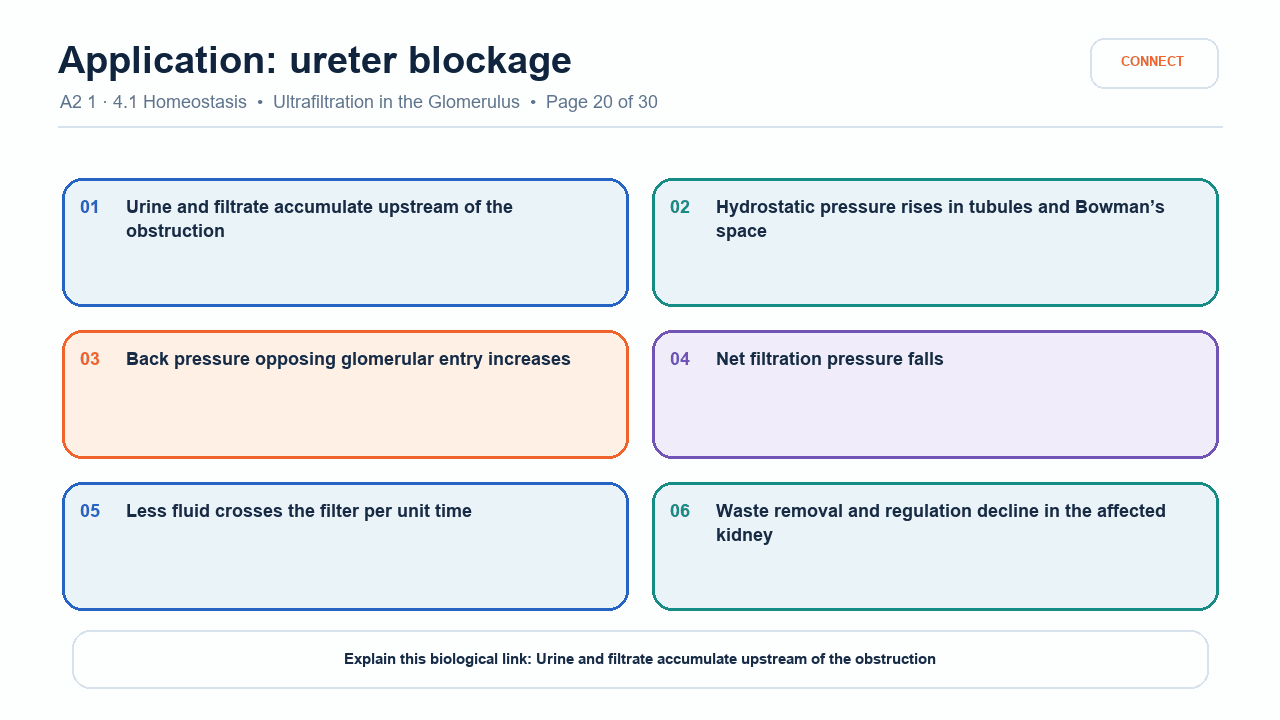 Application: ureter blockage
CONNECT
A2 1 · 4.1 Homeostasis • Ultrafiltration in the Glomerulus • Page 20 of 30
01 Urine and filtrate accumulate upstream of the
obstruction
02 Hydrostatic pressure rises in tubules and Bowman’s
space
03 Back pressure opposing glomerular entry increases
04 Net filtration pressure falls
05 Less fluid crosses the filter per unit time
06 Waste removal and regulation decline in the affected
kidney
Explain this biological link: Urine and filtrate accumulate upstream of the obstruction